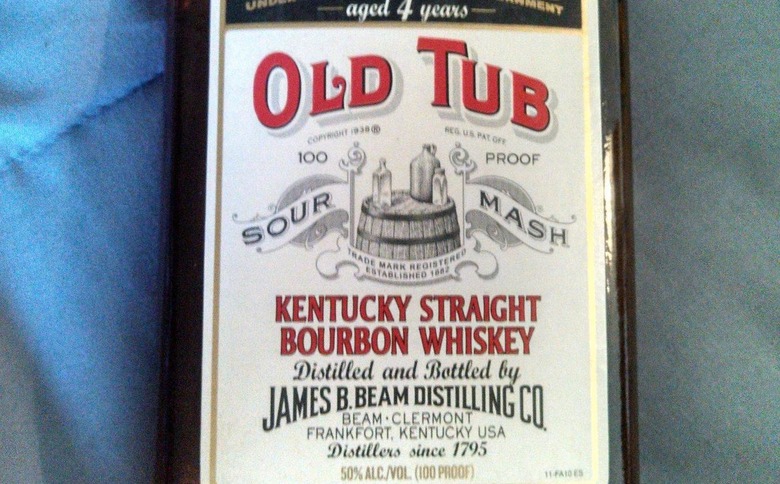 aged 4 years
OLD TUB
COPYRIGHT 1938® REG. U.S. PAT. OFF.
100 PROOF
SOUR MASH
TRADE MARK REGISTERED
ESTABLISHED 1882
KENTUCKY STRAIGHT
BOURBON WHISKEY
Distilled and Bottled by
JAMES B. BEAM DISTILLING CO.
BEAM · CLERMONT
FRANKFORT, KENTUCKY USA
Distillers since 1795
50% ALC./VOL. (100 PROOF)